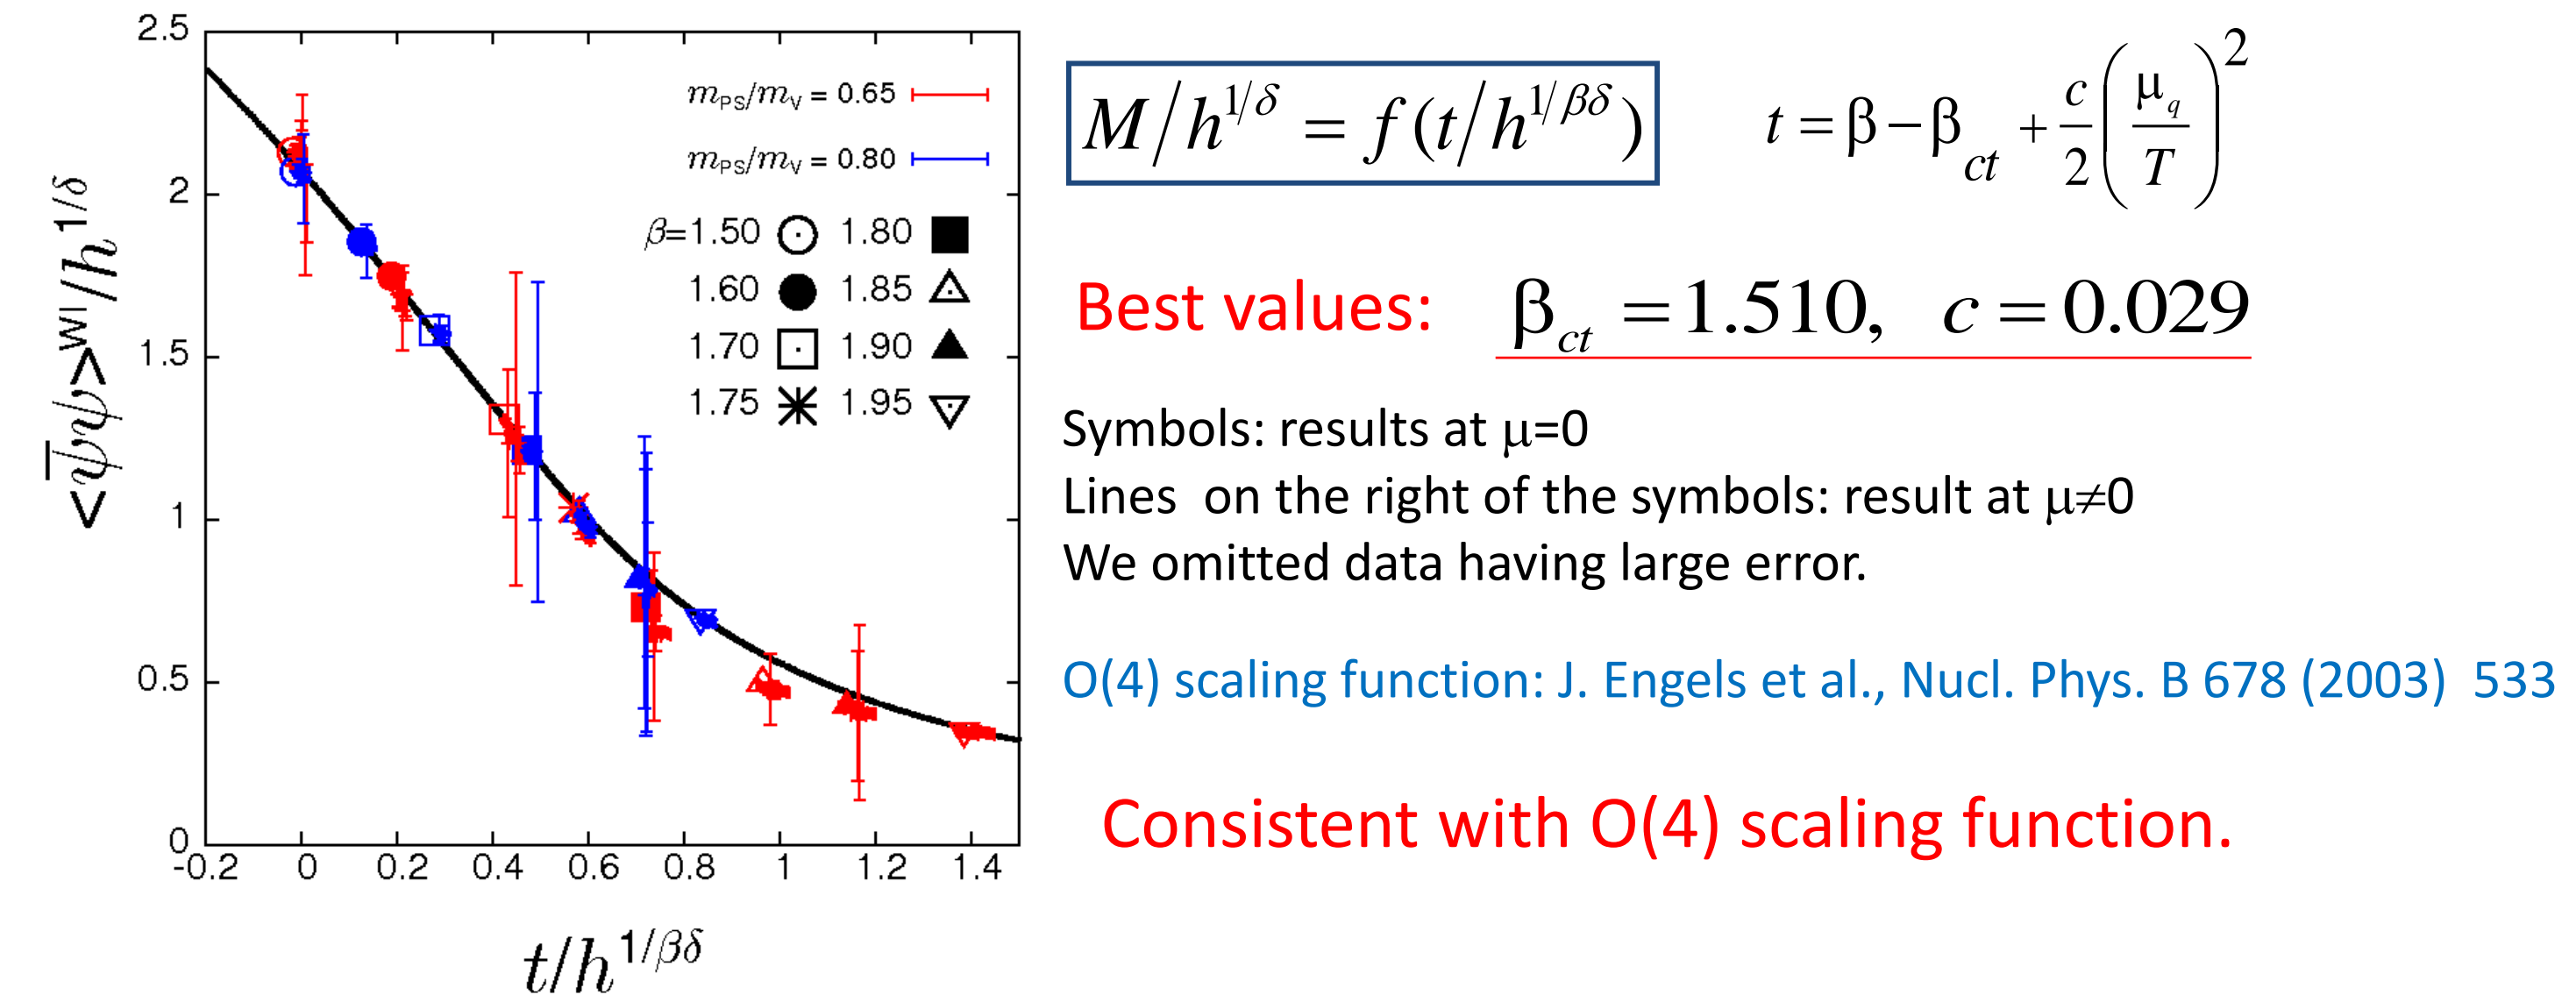 2.5
2
1.5
1
0.5
0
-0.2 0 0.2 0.4 0.6 0.8 1 1.2 1.4
<ψ̄ψ>^WI/h^1/δ
t/h^1/βδ
m_PS/m_V = 0.65
m_PS/m_V = 0.80
β=1.50 1.80
1.60 1.85
1.70 1.90
1.75 1.95
M/h^1/δ = f(t/h^1/βδ)
t = β − β_ct + c/2 (μ_q/T)^2
Best values: β_ct = 1.510, c = 0.029
Symbols: results at μ=0
Lines on the right of the symbols: result at μ≠0
We omitted data having large error.
O(4) scaling function: J. Engels et al., Nucl. Phys. B 678 (2003) 533
Consistent with O(4) scaling function.